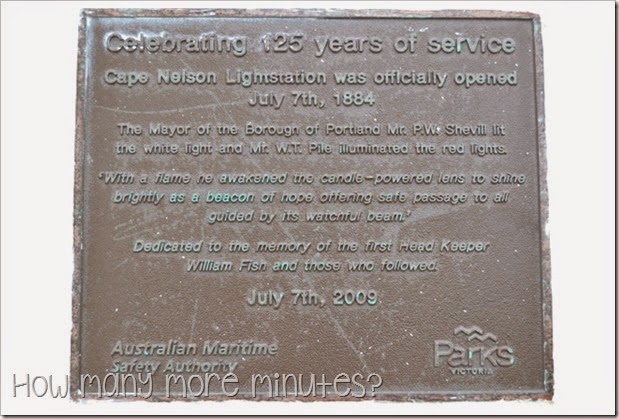 Celebrating 125 years of service
Cape Nelson Lightstation was officially opened
July 7th, 1884
The Mayor of the Borough of Portland Mr. P.W. Shevill lit
the white light and Mr. W.T. Pile illuminated the red lights.
'With a flame he awakened the candle-powered lens to shine
brightly as a beacon of hope offering safe passage to all
guided by its watchful beam.'
Dedicated to the memory of the first Head Keeper
William Fish and those who followed.
July 7th, 2009
Australian Maritime
Safety Authority
Parks
VICTORIA
How many more minutes?